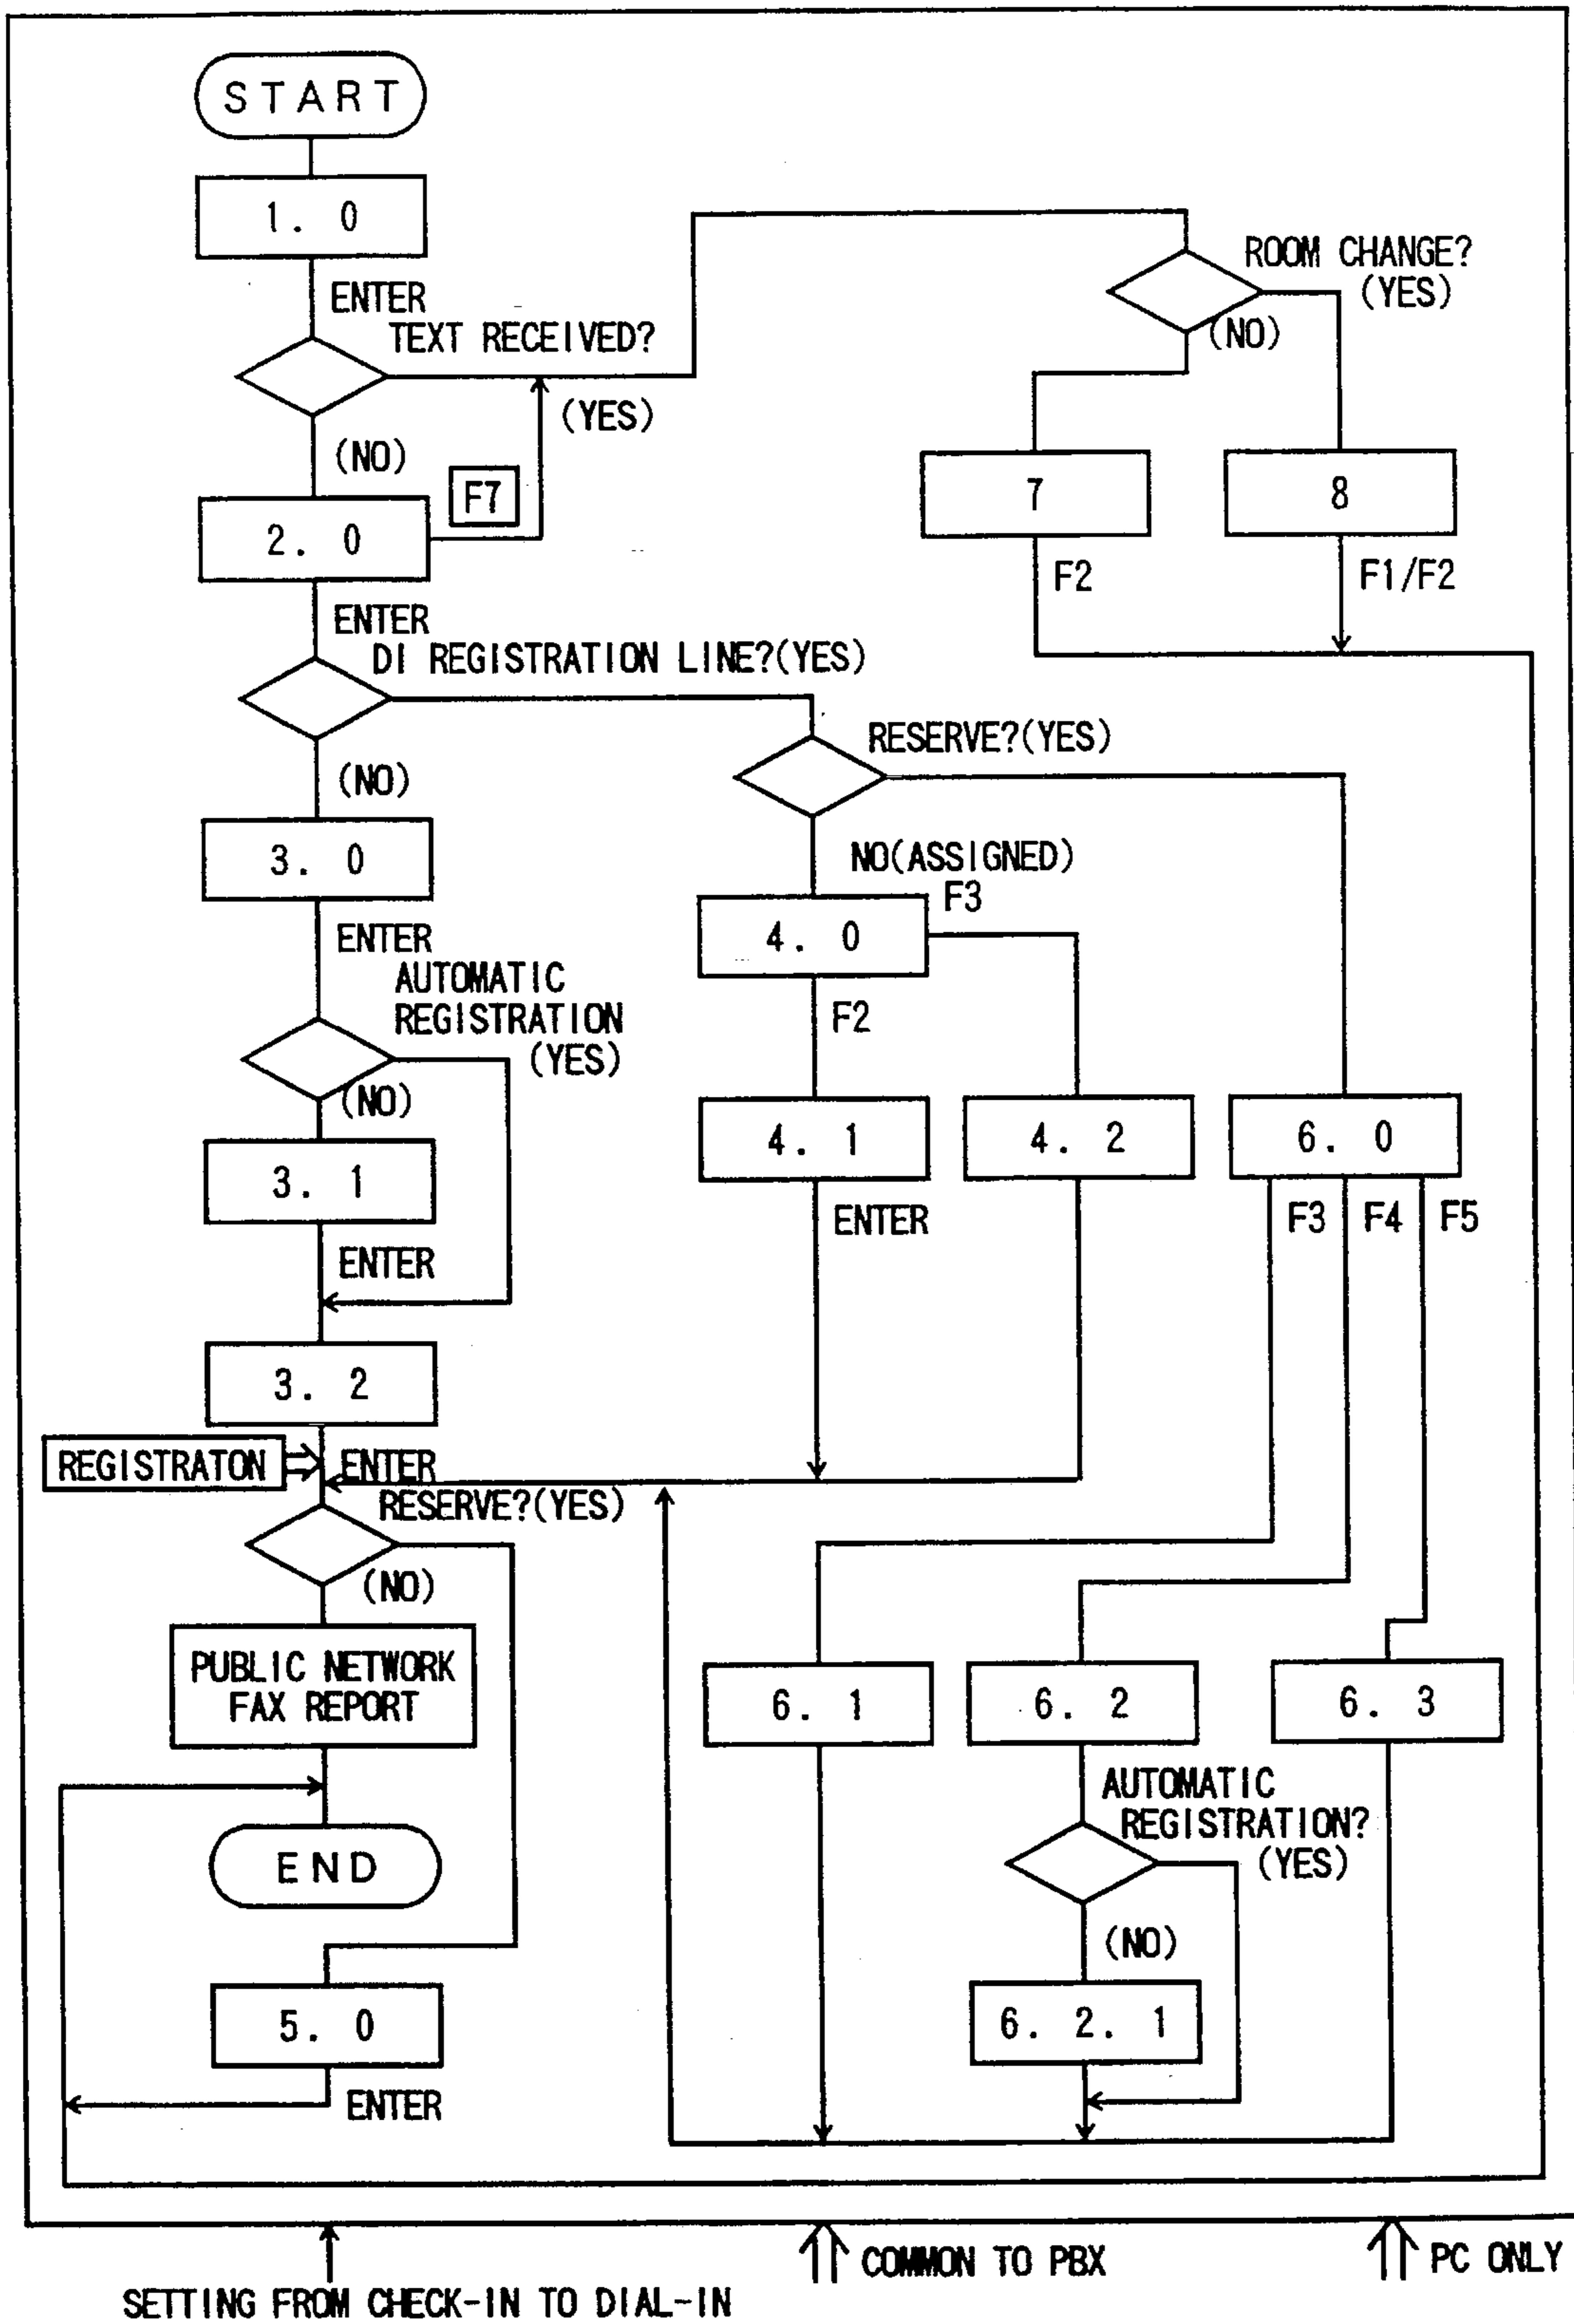 START
1. 0
ENTER
TEXT RECEIVED?
(YES)
(NO)
ROOM CHANGE?
(YES)
(NO)
7
8
F2
F1/F2
F7
2. 0
ENTER
DI REGISTRATION LINE?(YES)
(NO)
RESERVE?(YES)
NO(ASSIGNED)
F3
3. 0
4. 0
ENTER
AUTOMATIC
REGISTRATION
(YES)
(NO)
F2
3. 1
4. 1
4. 2
6. 0
ENTER
ENTER
F3
F4
F5
3. 2
REGISTRATON
ENTER
RESERVE?(YES)
(NO)
PUBLIC NETWORK
FAX REPORT
6. 1
6. 2
6. 3
AUTOMATIC
REGISTRATION?
(YES)
(NO)
END
5. 0
6. 2. 1
ENTER
SETTING FROM CHECK-IN TO DIAL-IN
COMMON TO PBX
PC ONLY